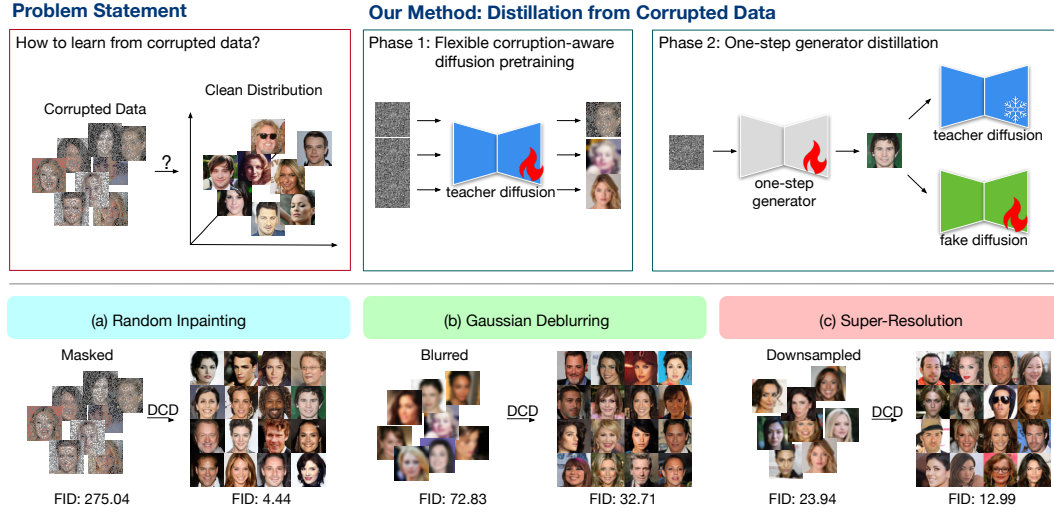 Problem Statement
Our Method: Distillation from Corrupted Data
How to learn from corrupted data?
Corrupted Data
Clean Distribution
?
Phase 1: Flexible corruption-aware
diffusion pretraining
teacher diffusion
Phase 2: One-step generator distillation
one-step
generator
teacher diffusion
fake diffusion
(a) Random Inpainting
Masked
DCD
FID: 275.04
FID: 4.44
(b) Gaussian Deblurring
Blurred
DCD
FID: 72.83
FID: 32.71
(c) Super-Resolution
Downsampled
DCD
FID: 23.94
FID: 12.99